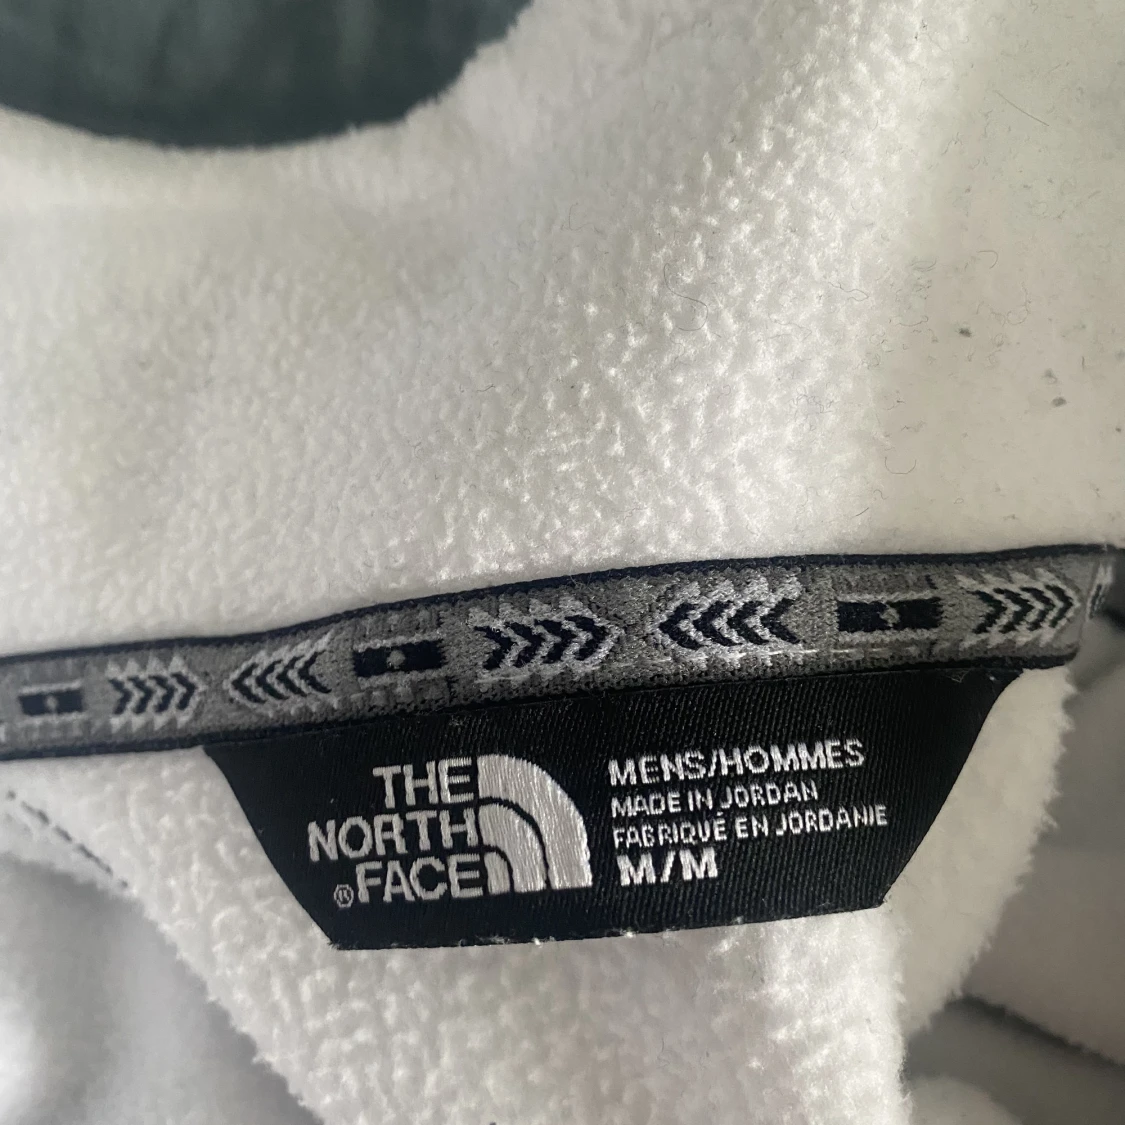 THE
NORTH
®FACE
MENS/HOMMES
MADE IN JORDAN
FABRIQUÉ EN JORDANIE
M/M